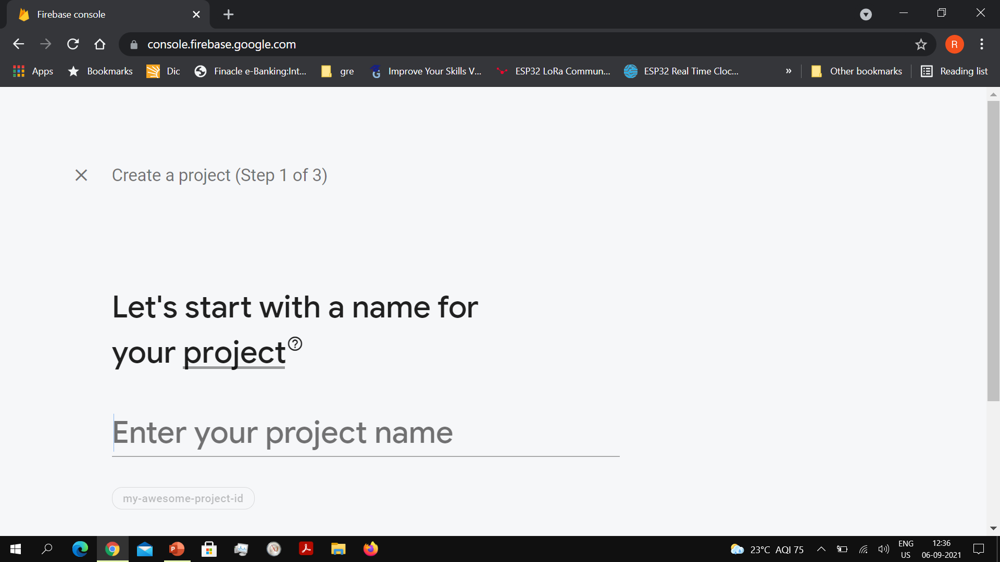 Firebase console
console.firebase.google.com
R
Apps
Bookmarks
Dic
Finacle e-Banking:Int...
gre
Improve Your Skills V...
ESP32 LoRa Commun...
ESP32 Real Time Cloc...
»
Other bookmarks
Reading list
Create a project (Step 1 of 3)
Let's start with a name for
your project
Enter your project name
my-awesome-project-id
23°C AQI 75
ENG
US
12:36
06-09-2021